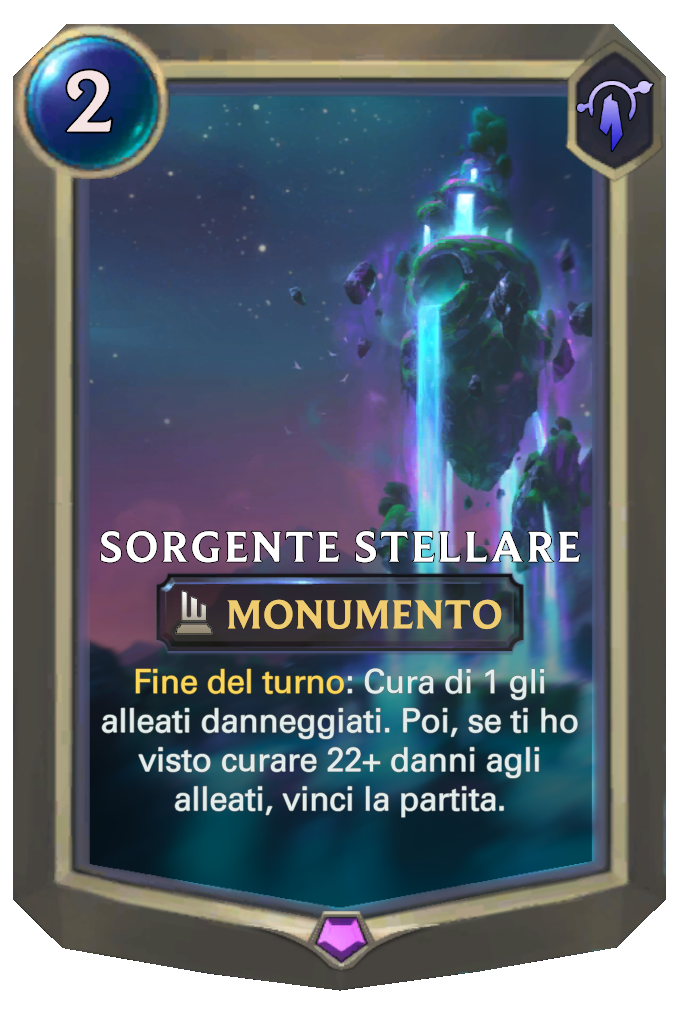 2
SORGENTE STELLARE
MONUMENTO
Fine del turno: Cura di 1 gli
alleati danneggiati. Poi, se ti ho
visto curare 22+ danni agli
alleati, vinci la partita.